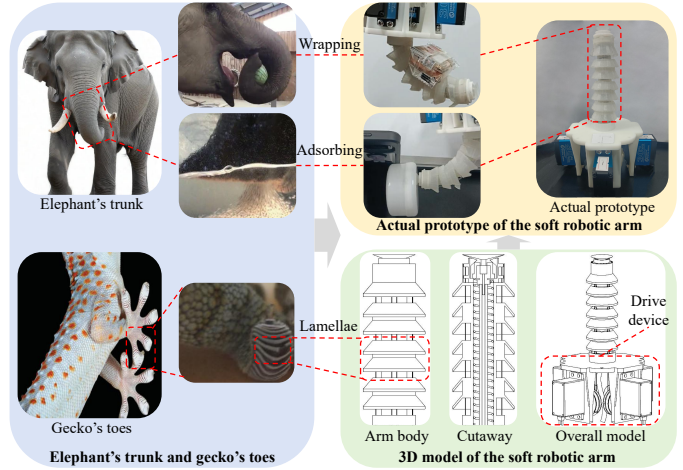 Wrapping
Adsorbing
Elephant's trunk
Actual prototype
Actual prototype of the soft robotic arm
Lamellae
Drive
device
Gecko's toes
Arm body
Cutaway
Overall model
Elephant's trunk and gecko's toes
3D model of the soft robotic arm